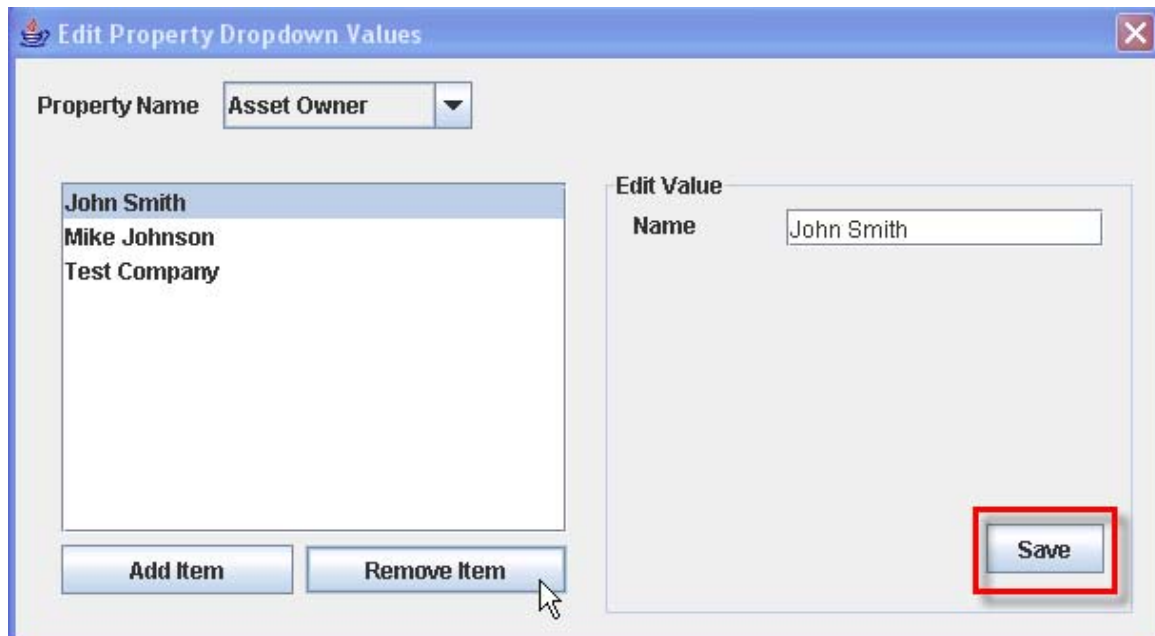 Edit Property Dropdown Values
Property Name Asset Owner
John Smith
Mike Johnson
Test Company
Add Item Remove Item
Edit Value
Name John Smith
Save